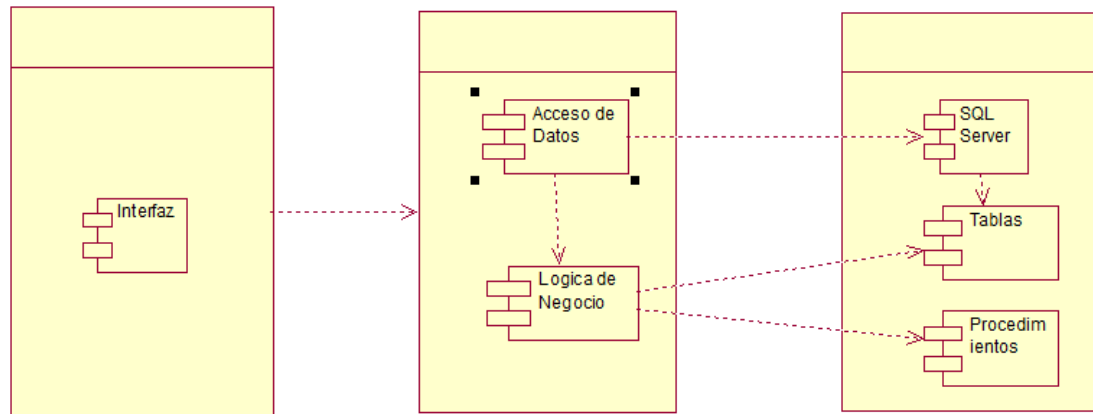 Interfaz
Acceso de
Datos
Logica de
Negocio
SQL
Server
Tablas
Procedim
ientos